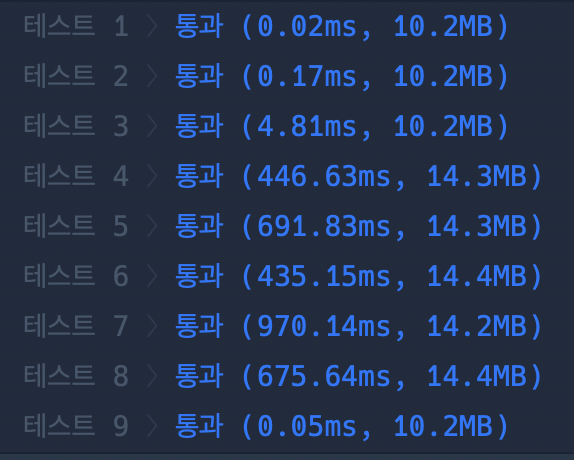 테스트 1 〉 통과 (0.02ms, 10.2MB)
테스트 2 〉 통과 (0.17ms, 10.2MB)
테스트 3 〉 통과 (4.81ms, 10.2MB)
테스트 4 〉 통과 (446.63ms, 14.3MB)
테스트 5 〉 통과 (691.83ms, 14.3MB)
테스트 6 〉 통과 (435.15ms, 14.4MB)
테스트 7 〉 통과 (970.14ms, 14.2MB)
테스트 8 〉 통과 (675.64ms, 14.4MB)
테스트 9 〉 통과 (0.05ms, 10.2MB)